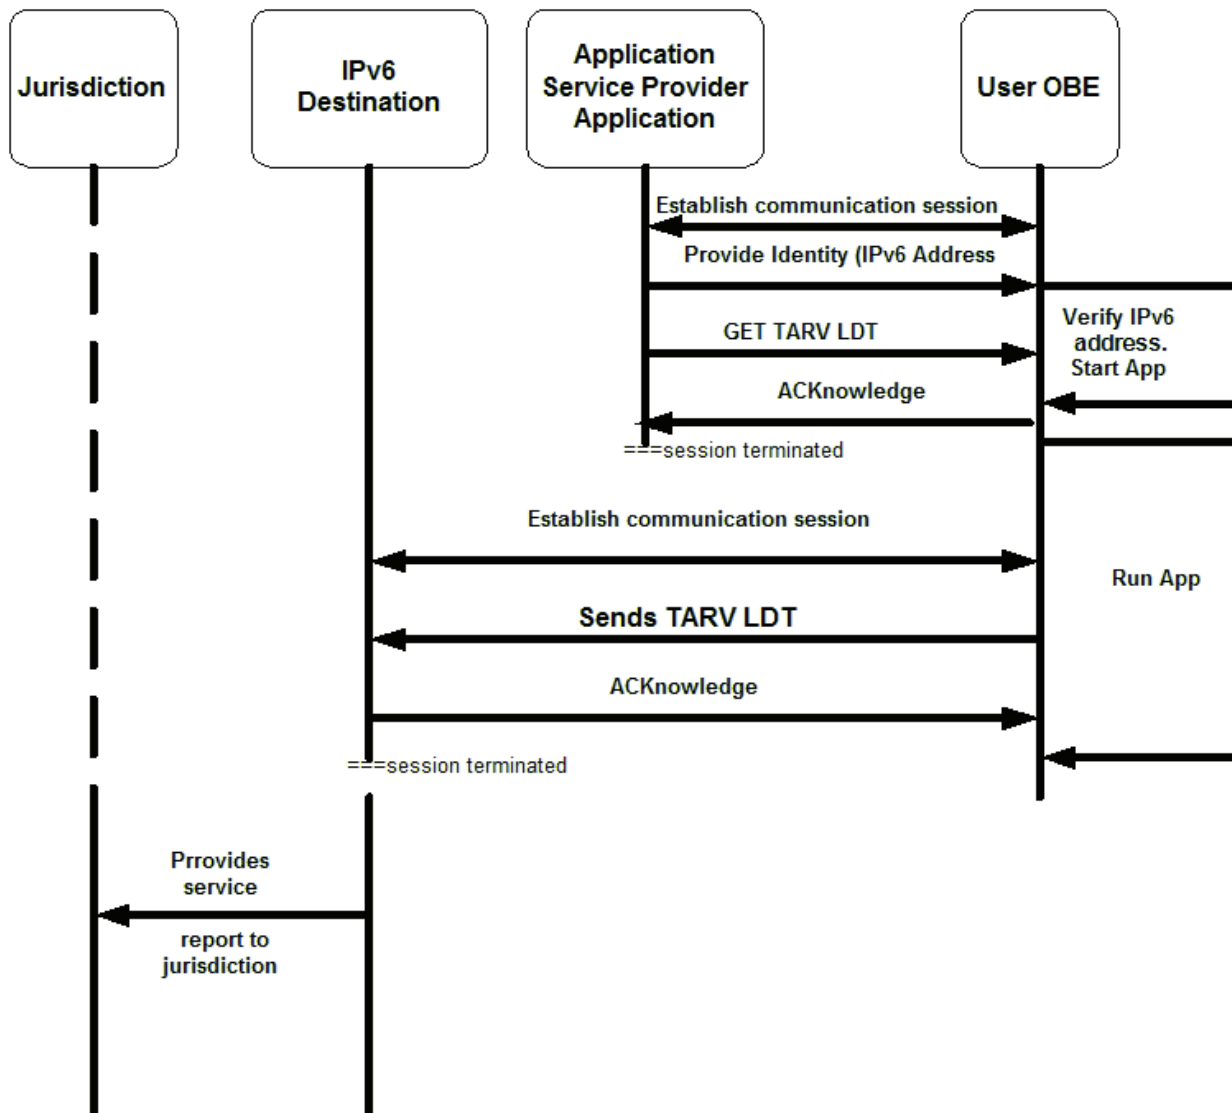 Jurisdiction
IPv6
Destination
Application
Service Provider
Application
User OBE
Establish communication session
Provide Identity (IPv6 Address
GET TARV LDT
Verify IPv6
address.
Start App
ACKnowledge
===session terminated
Establish communication session
Run App
Sends TARV LDT
ACKnowledge
===session terminated
Prrovides
service
report to
jurisdiction